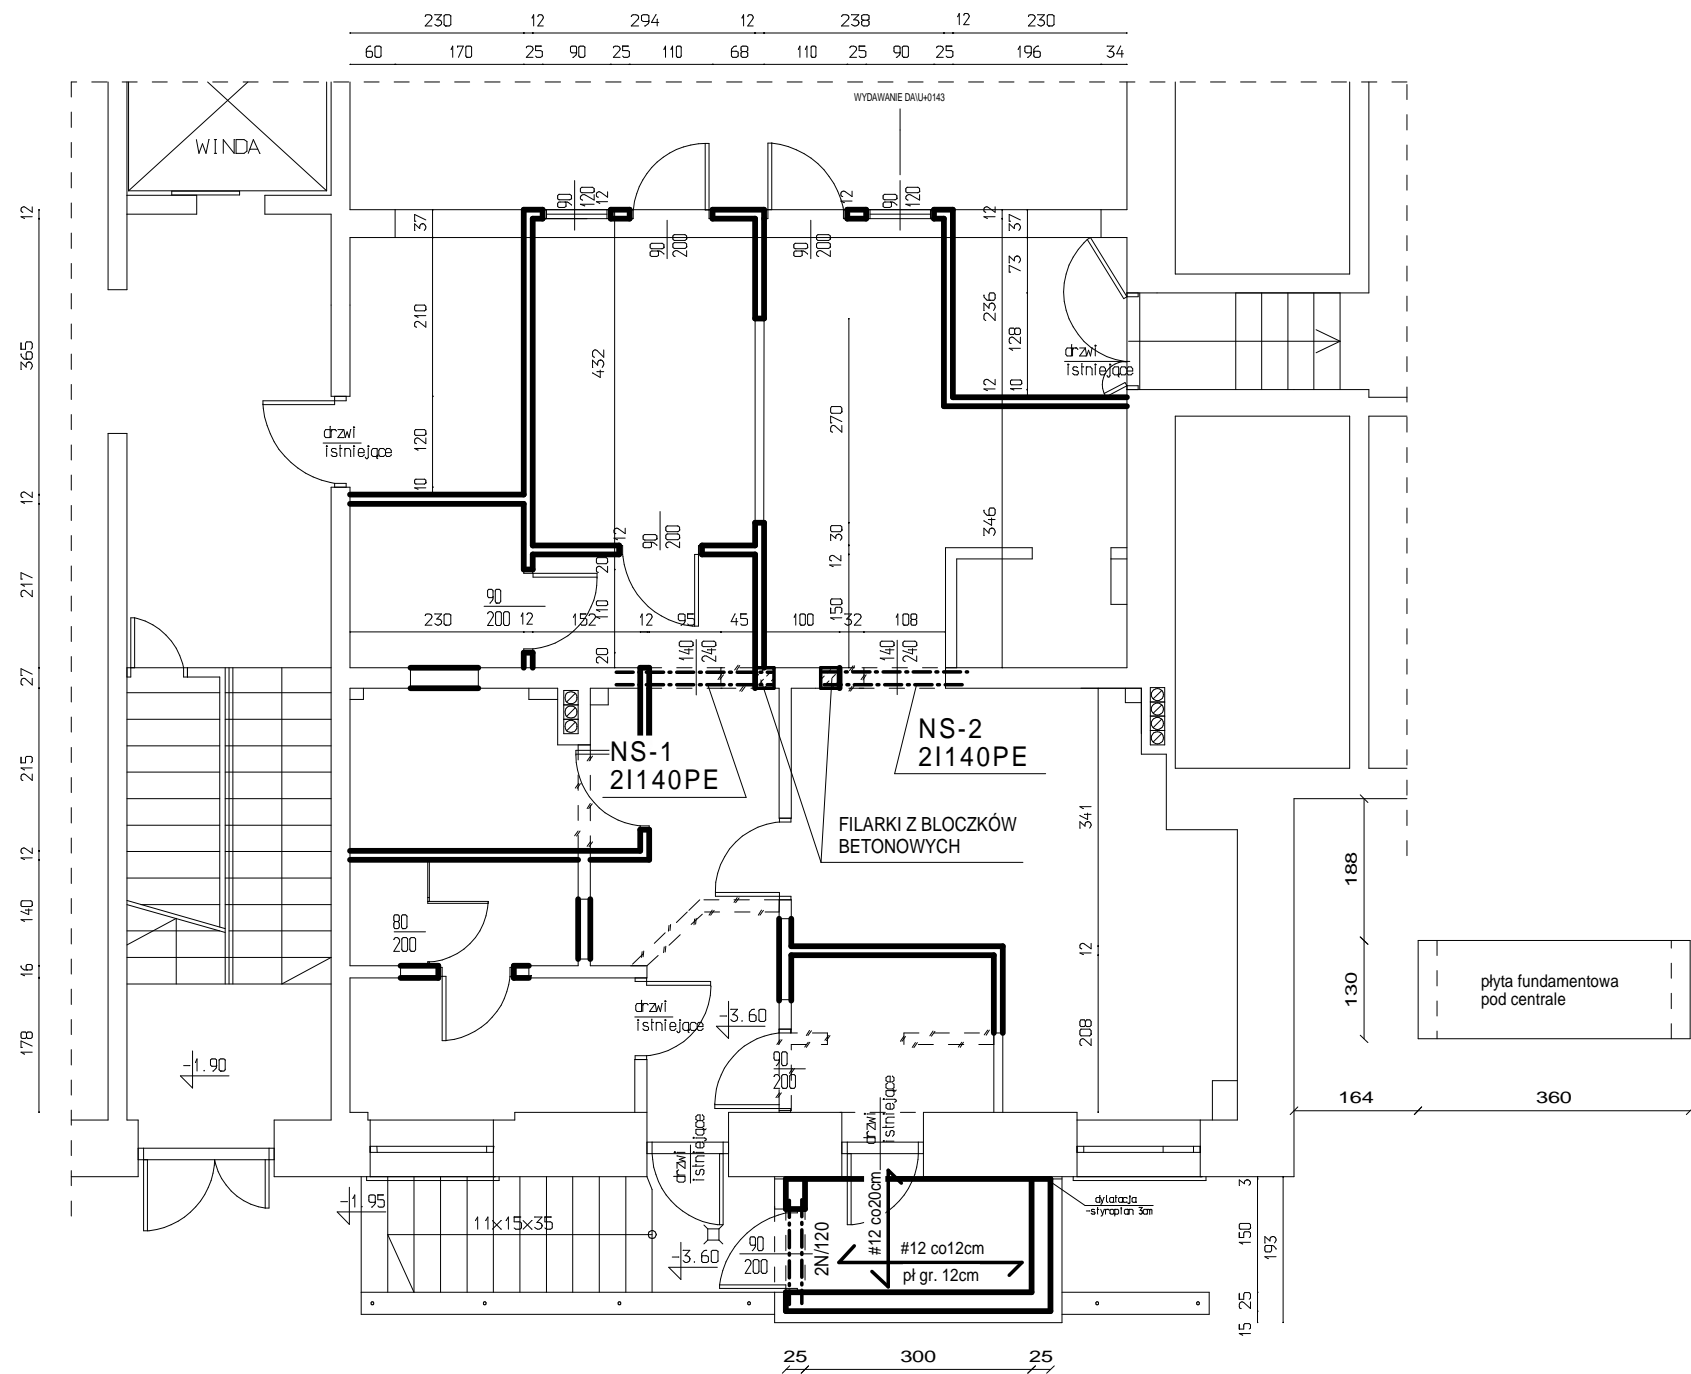 230 12 294 12 238 12 230
60 170 25 90 25 110 68 110 25 90 25 196 34
WYDAWANIE DA\U+0143
WINDA
90
120
12
12
90
120
12
37
12
37
90
200
90
200
73
210
432
236
128
365
drzwi
istniejące
12
10
270
drzwi
istniejące
120
10
12
346
12
90
200
30
12
20
217
90
200
110
150
230 12 152 12 95 45 100 32 108
20
140
240
140
240
27
NS-1
2I140PE
NS-2
2I140PE
215
341
FILARKI Z BLOCZKÓW
BETONOWYCH
12
188
140
80
200
12
16
130
płyta fundamentowa
pod centrale
drzwi
istniejące
-3.60
208
178
90
200
-1.90
164 360
drzwi
istniejące
drzwi
istniejące
-1.95
11x15x35
3
dylatacja
-styropian 3cm
#12 co20cm
2N/120
#12 co12cm
pł gr. 12cm
90
200
-3.60
150
193
25
15
25 300 25